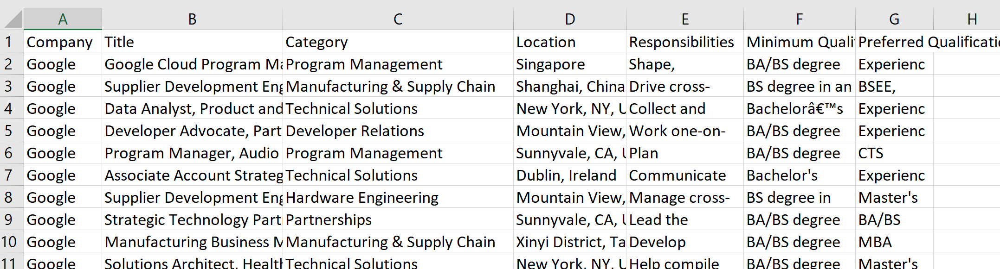 A B C D E F G H
1 Company Title Category Location Responsibilities Minimum Quali Preferred Qualificati
2 Google Google Cloud Program Ma Program Management Singapore Shape, BA/BS degree Experienc
3 Google Supplier Development Eng Manufacturing & Supply Chain Shanghai, China Drive cross- BS degree in an BSEE,
4 Google Data Analyst, Product and Technical Solutions New York, NY, U Collect and Bachelorâ€™s Experienc
5 Google Developer Advocate, Part Developer Relations Mountain View, Work one-on- BA/BS degree Experienc
6 Google Program Manager, Audio Program Management Sunnyvale, CA, U Plan BA/BS degree CTS
7 Google Associate Account Strateg Technical Solutions Dublin, Ireland Communicate Bachelor's Experienc
8 Google Supplier Development Eng Hardware Engineering Mountain View, Manage cross- BS degree in Master's
9 Google Strategic Technology Part Partnerships Sunnyvale, CA, U Lead the BA/BS degree BA/BS
10 Google Manufacturing Business M Manufacturing & Supply Chain Xinyi District, Ta Develop BA/BS degree MBA
11 Google Solutions Architect, Health Technical Solutions New York, NY, U Help compile BA/BS degree Master's